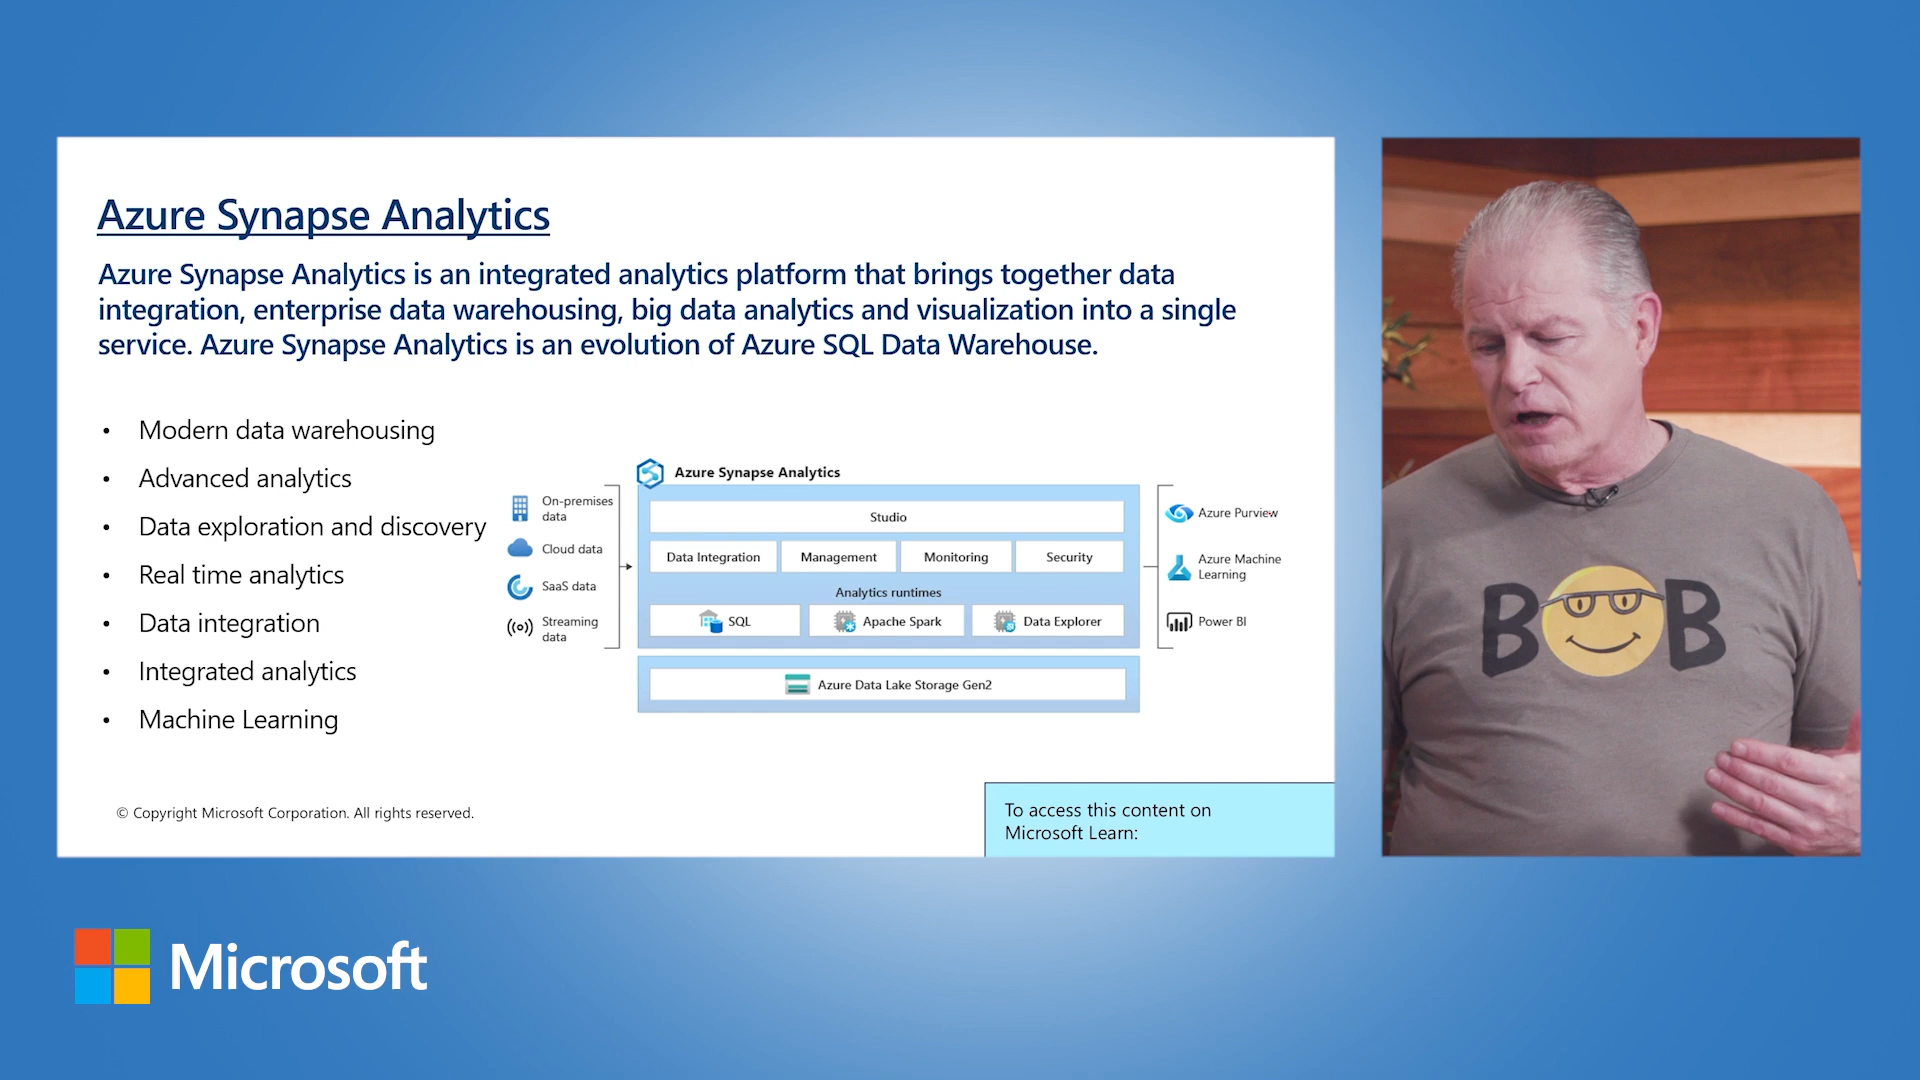 Azure Synapse Analytics
Azure Synapse Analytics is an integrated analytics platform that brings together data
integration, enterprise data warehousing, big data analytics and visualization into a single
service. Azure Synapse Analytics is an evolution of Azure SQL Data Warehouse.
• Modern data warehousing
• Advanced analytics
• Data exploration and discovery
• Real time analytics
• Data integration
• Integrated analytics
• Machine Learning
On-premises
data
Cloud data
SaaS data
Streaming
data
Azure Synapse Analytics
Studio
Data Integration
Management
Monitoring
Security
Analytics runtimes
SQL
Apache Spark
Data Explorer
Azure Data Lake Storage Gen2
Azure Purview
Azure Machine
Learning
Power BI
© Copyright Microsoft Corporation. All rights reserved.
To access this content on
Microsoft Learn:
BOB
Microsoft